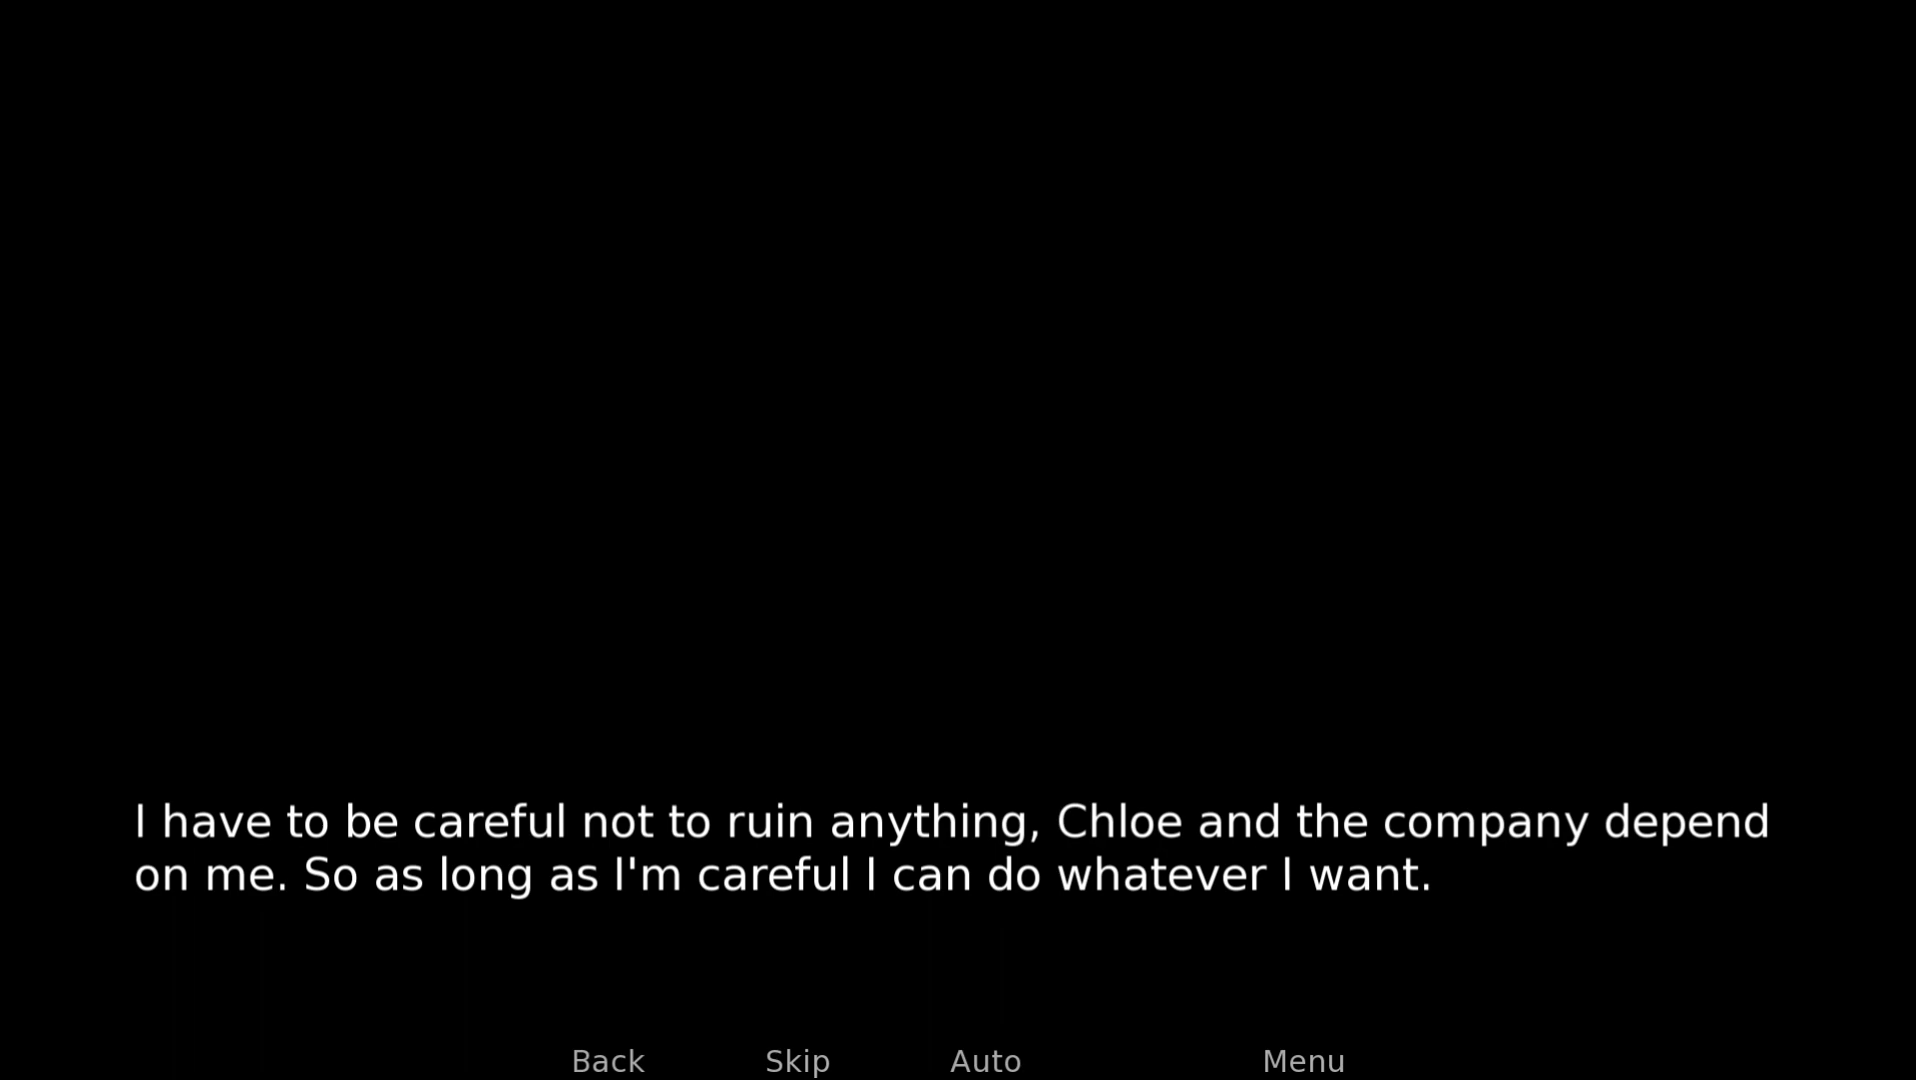 I have to be careful not to ruin anything, Chloe and the company depend
on me. So as long as I'm careful I can do whatever I want.
Back Skip Auto Menu